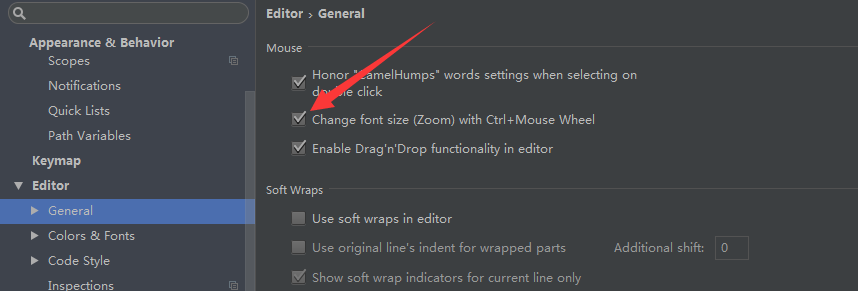 Appearance & Behavior
Scopes
Notifications
Quick Lists
Path Variables
Keymap
Editor
General
Colors & Fonts
Code Style
Inspections
Editor › General
Mouse
Honor "CamelHumps" words settings when selecting on
double click
Change font size (Zoom) with Ctrl+Mouse Wheel
Enable Drag'n'Drop functionality in editor
Soft Wraps
Use soft wraps in editor
Use original line's indent for wrapped parts Additional shift: 0
Show soft wrap indicators for current line only